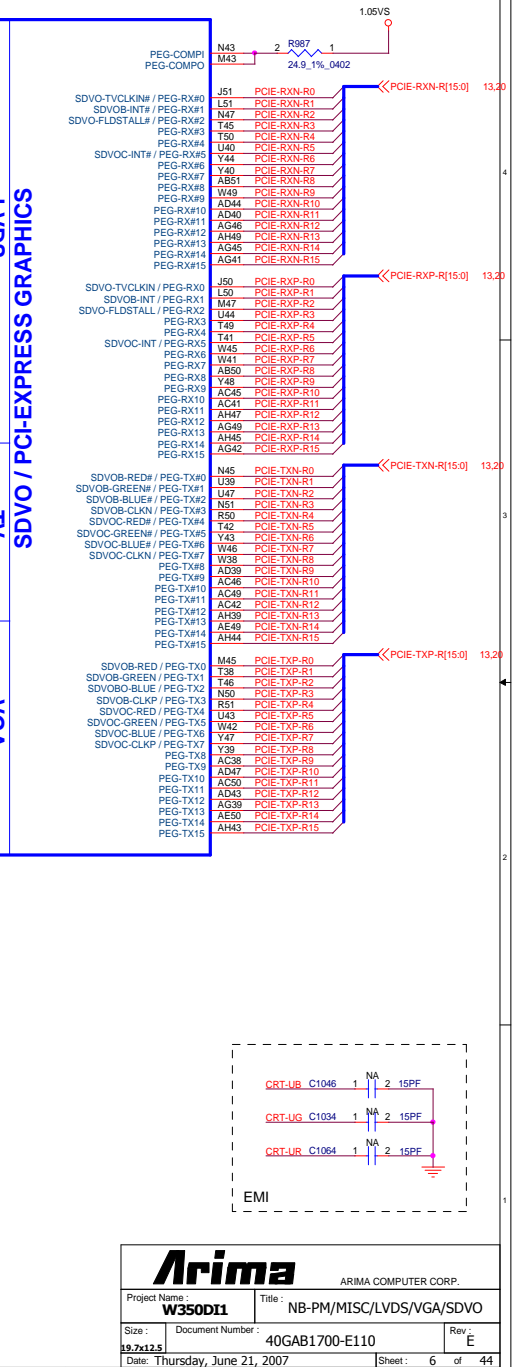 1.05VS
PEG-COMPI N43 2 R987 1
PEG-COMPO M43 24.9_1%_0402
SDVO / PCI-EXPRESS GRAPHICS
PCIE-RXN-R[15:0] 13,20
SDVO-TVCLKIN# / PEG-RX#0 J51 PCIE-RXN-R0
SDVOB-INT# / PEG-RX#1 L51 PCIE-RXN-R1
SDVO-FLDSTALL# / PEG-RX#2 N47 PCIE-RXN-R2
PEG-RX#3 T45 PCIE-RXN-R3
PEG-RX#4 T50 PCIE-RXN-R4
SDVOC-INT# / PEG-RX#5 U40 PCIE-RXN-R5
PEG-RX#6 Y44 PCIE-RXN-R6
PEG-RX#7 Y40 PCIE-RXN-R7
PEG-RX#8 AB51 PCIE-RXN-R8
PEG-RX#9 W49 PCIE-RXN-R9
PEG-RX#10 AD44 PCIE-RXN-R10
PEG-RX#11 AD40 PCIE-RXN-R11
PEG-RX#12 AG46 PCIE-RXN-R12
PEG-RX#13 AH49 PCIE-RXN-R13
PEG-RX#14 AG45 PCIE-RXN-R14
PEG-RX#15 AG41 PCIE-RXN-R15
PCIE-RXP-R[15:0] 13,20
SDVO-TVCLKIN / PEG-RX0 J50 PCIE-RXP-R0
SDVOB-INT / PEG-RX1 L50 PCIE-RXP-R1
SDVO-FLDSTALL / PEG-RX2 M47 PCIE-RXP-R2
PEG-RX3 U44 PCIE-RXP-R3
PEG-RX4 T49 PCIE-RXP-R4
SDVOC-INT / PEG-RX5 T41 PCIE-RXP-R5
PEG-RX6 W45 PCIE-RXP-R6
PEG-RX7 W41 PCIE-RXP-R7
PEG-RX8 AB50 PCIE-RXP-R8
PEG-RX9 Y48 PCIE-RXP-R9
PEG-RX10 AC45 PCIE-RXP-R10
PEG-RX11 AC41 PCIE-RXP-R11
PEG-RX12 AH47 PCIE-RXP-R12
PEG-RX13 AG49 PCIE-RXP-R13
PEG-RX14 AH45 PCIE-RXP-R14
PEG-RX15 AG42 PCIE-RXP-R15
PCIE-TXN-R[15:0] 13,20
SDVOB-RED# / PEG-TX#0 N45 PCIE-TXN-R0
SDVOB-GREEN# / PEG-TX#1 U39 PCIE-TXN-R1
SDVOB-BLUE# / PEG-TX#2 U47 PCIE-TXN-R2
SDVOB-CLKN / PEG-TX#3 N51 PCIE-TXN-R3
SDVOC-RED# / PEG-TX#4 R50 PCIE-TXN-R4
SDVOC-GREEN# / PEG-TX#5 T42 PCIE-TXN-R5
SDVOC-BLUE# / PEG-TX#6 Y43 PCIE-TXN-R6
SDVOC-CLKN / PEG-TX#7 W46 PCIE-TXN-R7
PEG-TX#8 W38 PCIE-TXN-R8
PEG-TX#9 AD39 PCIE-TXN-R9
PEG-TX#10 AC46 PCIE-TXN-R10
PEG-TX#11 AC49 PCIE-TXN-R11
PEG-TX#12 AC42 PCIE-TXN-R12
PEG-TX#13 AH39 PCIE-TXN-R13
PEG-TX#14 AE49 PCIE-TXN-R14
PEG-TX#15 AH44 PCIE-TXN-R15
PCIE-TXP-R[15:0] 13,20
SDVOB-RED / PEG-TX0 M45 PCIE-TXP-R0
SDVOB-GREEN / PEG-TX1 T38 PCIE-TXP-R1
SDVOBO-BLUE / PEG-TX2 T46 PCIE-TXP-R2
SDVOB-CLKP / PEG-TX3 N50 PCIE-TXP-R3
SDVOC-RED / PEG-TX4 R51 PCIE-TXP-R4
SDVOC-GREEN / PEG-TX5 U43 PCIE-TXP-R5
SDVOC-BLUE / PEG-TX6 W42 PCIE-TXP-R6
SDVOC-CLKP / PEG-TX7 Y47 PCIE-TXP-R7
PEG-TX8 Y39 PCIE-TXP-R8
PEG-TX9 AC38 PCIE-TXP-R9
PEG-TX10 AD47 PCIE-TXP-R10
PEG-TX11 AC50 PCIE-TXP-R11
PEG-TX12 AD43 PCIE-TXP-R12
PEG-TX13 AG39 PCIE-TXP-R13
PEG-TX14 AE50 PCIE-TXP-R14
PEG-TX15 AH43 PCIE-TXP-R15
4
3
2
1
CRT-UB C1046 1 NA 2 15PF
CRT-UG C1034 1 NA 2 15PF
CRT-UR C1064 1 NA 2 15PF
EMI
Arima ARIMA COMPUTER CORP.
Project Name : W350DI1 Title : NB-PM/MISC/LVDS/VGA/SDVO
Size : 19.7x12.5 Document Number : 40GAB1700-E110 Rev : E
Date: Thursday, June 21, 2007 Sheet : 6 of 44